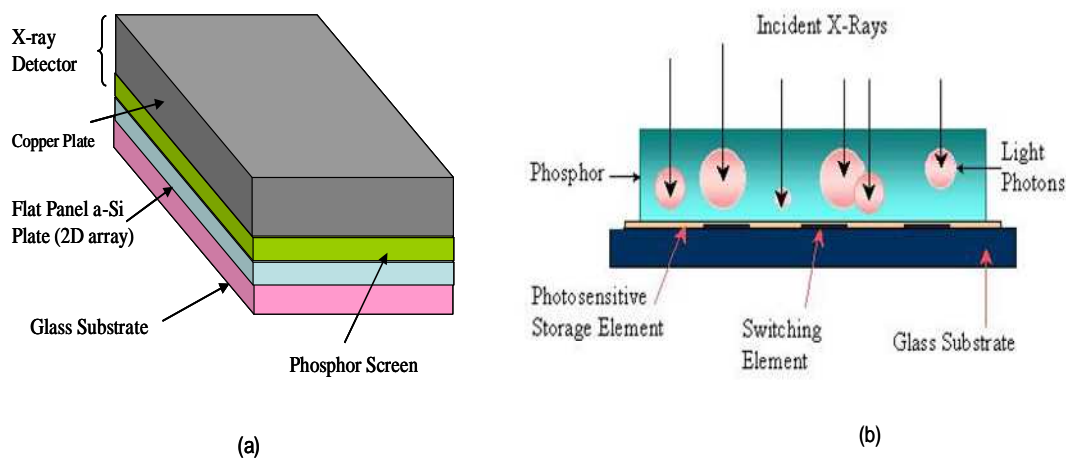 X-ray
Detector
Copper Plate
Flat Panel a-Si
Plate (2D array)
Glass Substrate
Phosphor Screen
(a)
Incident X-Rays
Phosphor
Light
Photons
Photosensitive
Storage Element
Switching
Element
Glass Substrate
(b)